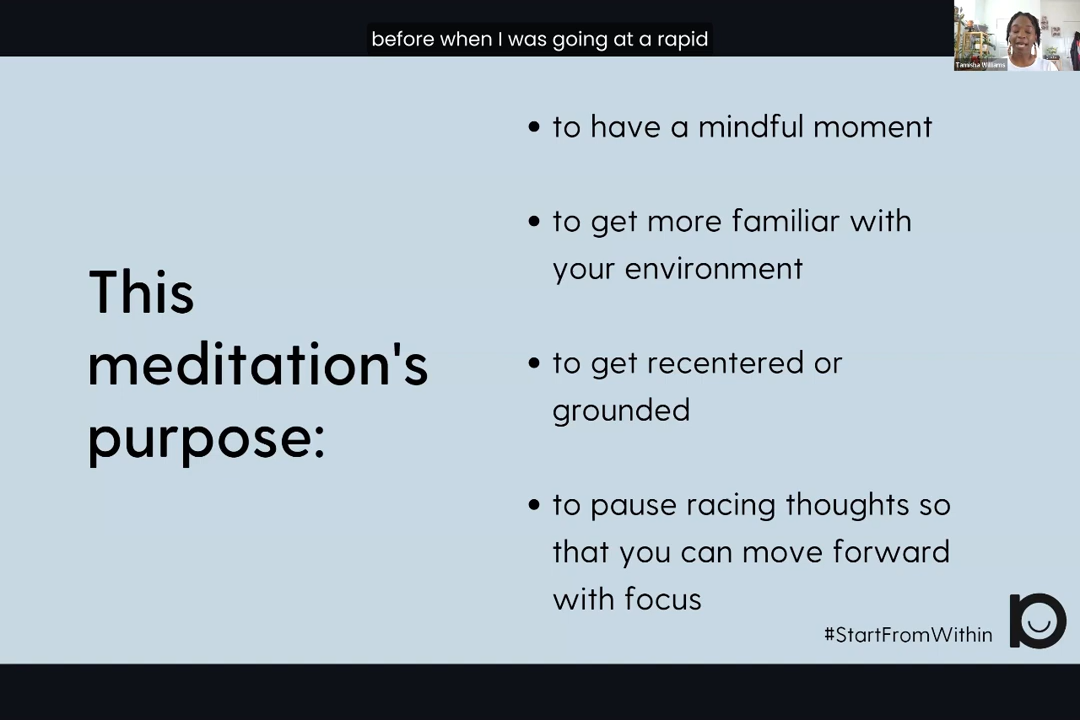 before when I was going at a rapid
Tamisha Williams
This
meditation's
purpose:
• to have a mindful moment
• to get more familiar with
your environment
• to get recentered or
grounded
• to pause racing thoughts so
that you can move forward
with focus
#StartFromWithin